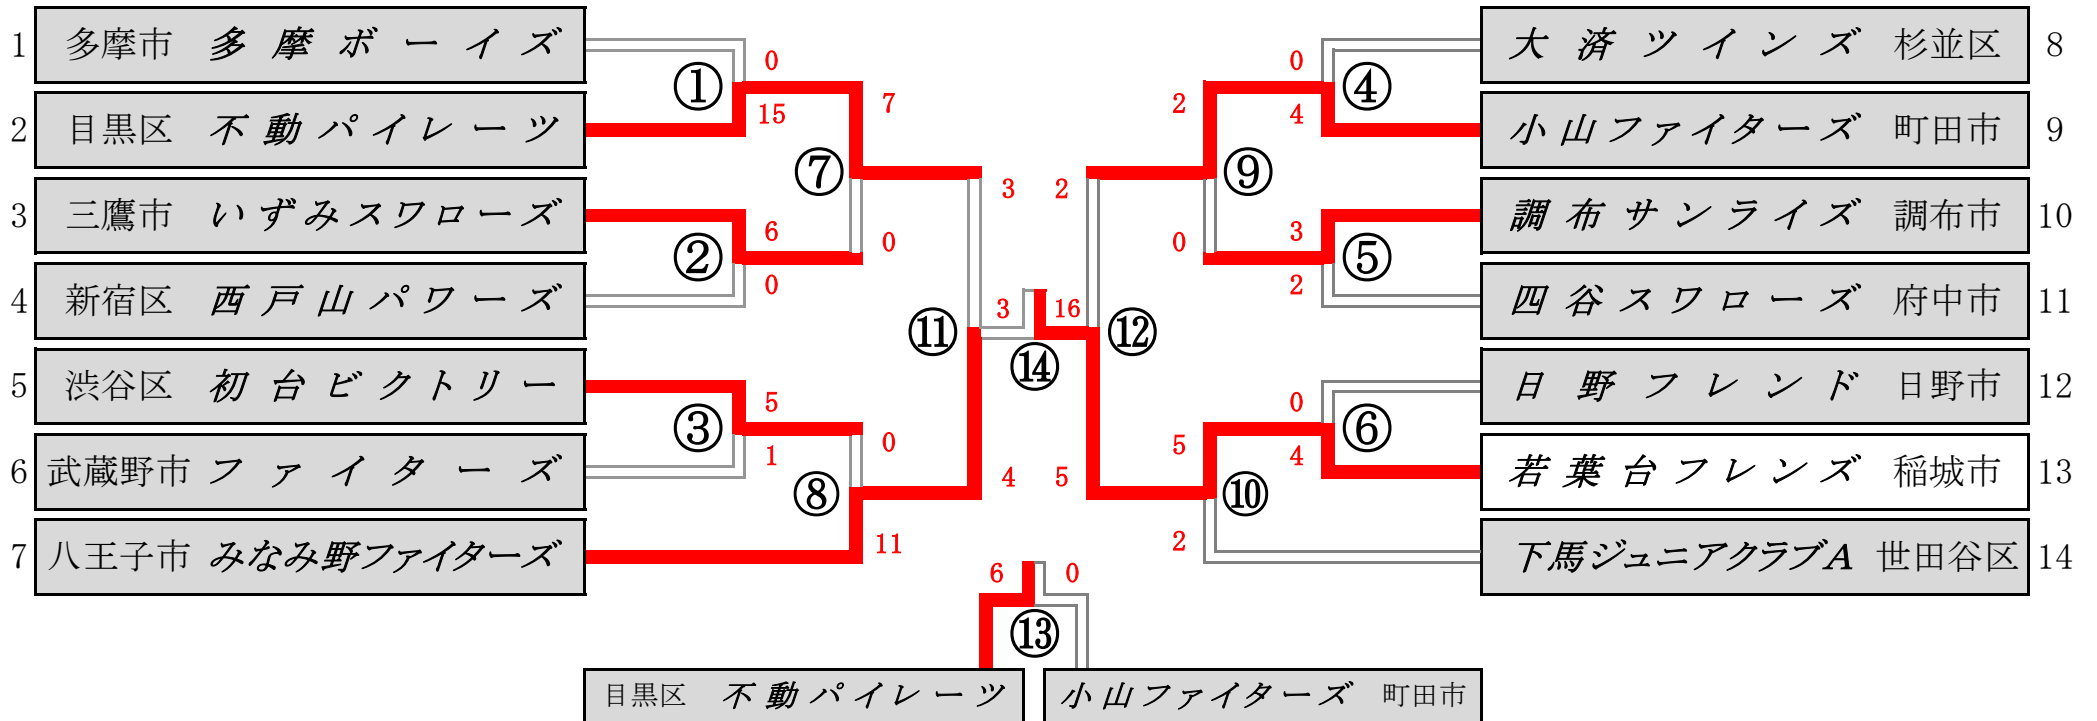 1 多摩市 多摩ボーイズ
2 目黒区 不動パイレーツ
3 三鷹市 いずみスワローズ
4 新宿区 西戸山パワーズ
5 渋谷区 初台ビクトリー
6 武蔵野市 ファイターズ
7 八王子市 みなみ野ファイターズ
① 0
15
② 6
0
③ 5
1
⑦ 7
0
⑧ 0
11
⑪ 3
4
⑭ 3 16
⑫ 2
5
⑨ 2
0
⑩ 5
2
④ 0
4
⑤ 3
2
⑥ 0
4
大済ツインズ 杉並区 8
小山ファイターズ 町田市 9
調布サンライズ 調布市 10
四谷スワローズ 府中市 11
日野フレンド 日野市 12
若葉台フレンズ 稲城市 13
下馬ジュニアクラブA 世田谷区 14
6 0
⑬
目黒区 不動パイレーツ
小山ファイターズ 町田市